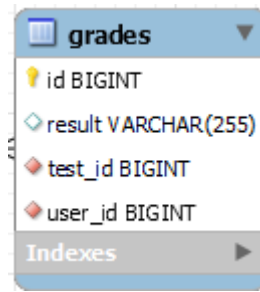 grades
id BIGINT
result VARCHAR(255)
test_id BIGINT
user_id BIGINT
Indexes